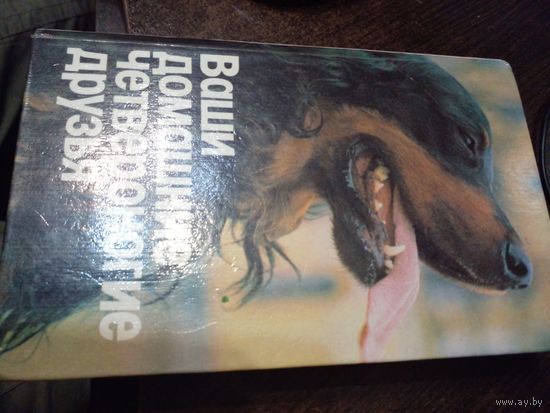 Ваши
домашние
четвероногие
друзья
www.ay.by